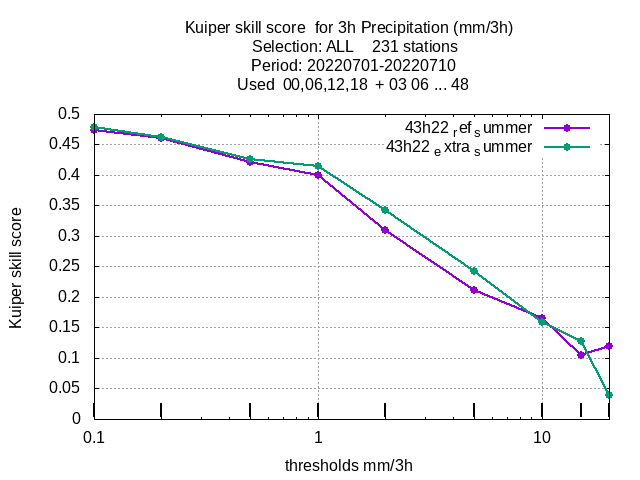 Kuiper skill score  for 3h Precipitation (mm/3h)
Selection: ALL    231 stations
Period: 20220701-20220710
Used  00,06,12,18  + 03 06 ... 48
0.5
43h22 ref summer
0.45
43h22 extra summer
0.4
0.35
0.3
0.25
0.2
0.15
0.1
0.05
0
Kuiper skill score
0.1 1 10
thresholds mm/3h